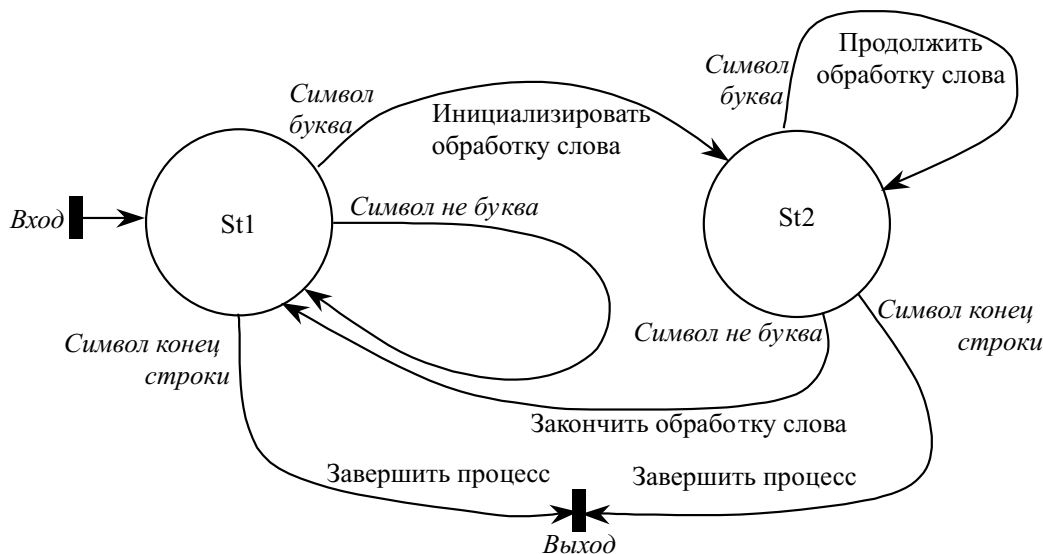 Продолжить
обработку слова
Символ
буква
Символ
буква
Инициализировать
обработку слова
Вход
St1
Символ не буква
St2
Символ конец
строки
Символ не буква
Символ конец
строки
Закончить обработку слова
Завершить процесс
Завершить процесс
Выход